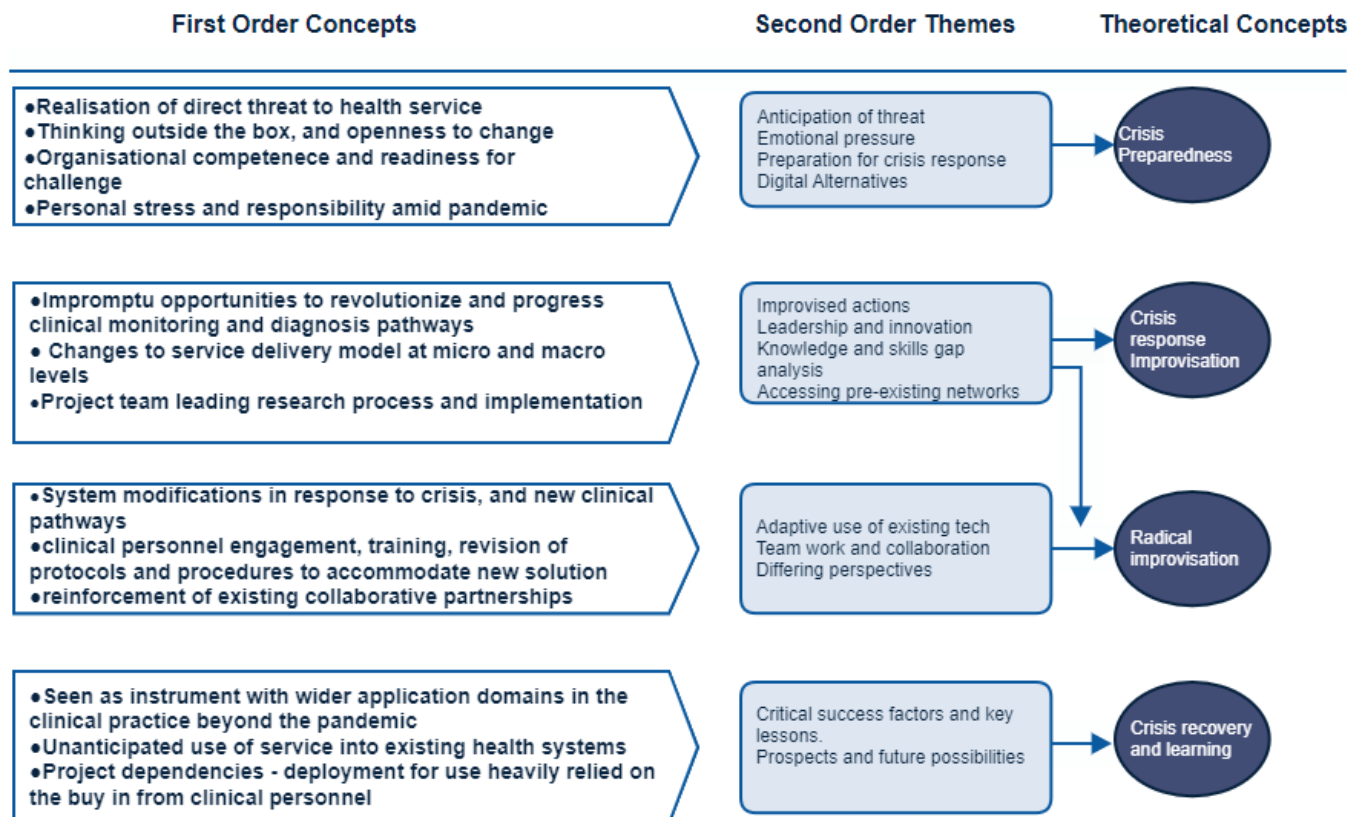 First Order Concepts
Second Order Themes
Theoretical Concepts
●Realisation of direct threat to health service
●Thinking outside the box, and openness to change
●Organisational competenece and readiness for
challenge
●Personal stress and responsibility amid pandemic
Anticipation of threat
Emotional pressure
Preparation for crisis response
Digital Alternatives
Crisis
Preparedness
●Impromptu opportunities to revolutionize and progress
clinical monitoring and diagnosis pathways
● Changes to service delivery model at micro and macro
levels
●Project team leading research process and implementation
Improvised actions
Leadership and innovation
Knowledge and skills gap
analysis
Accessing pre-existing networks
Crisis
response
Improvisation
●System modifications in response to crisis, and new clinical
pathways
●clinical personnel engagement, training, revision of
protocols and procedures to accommodate new solution
●reinforcement of existing collaborative partnerships
Adaptive use of existing tech
Team work and collaboration
Differing perspectives
Radical
improvisation
●Seen as instrument with wider application domains in the
clinical practice beyond the pandemic
●Unanticipated use of service into existing health systems
●Project dependencies - deployment for use heavily relied on
the buy in from clinical personnel
Critical success factors and key
lessons.
Prospects and future possibilities
Crisis recovery
and learning